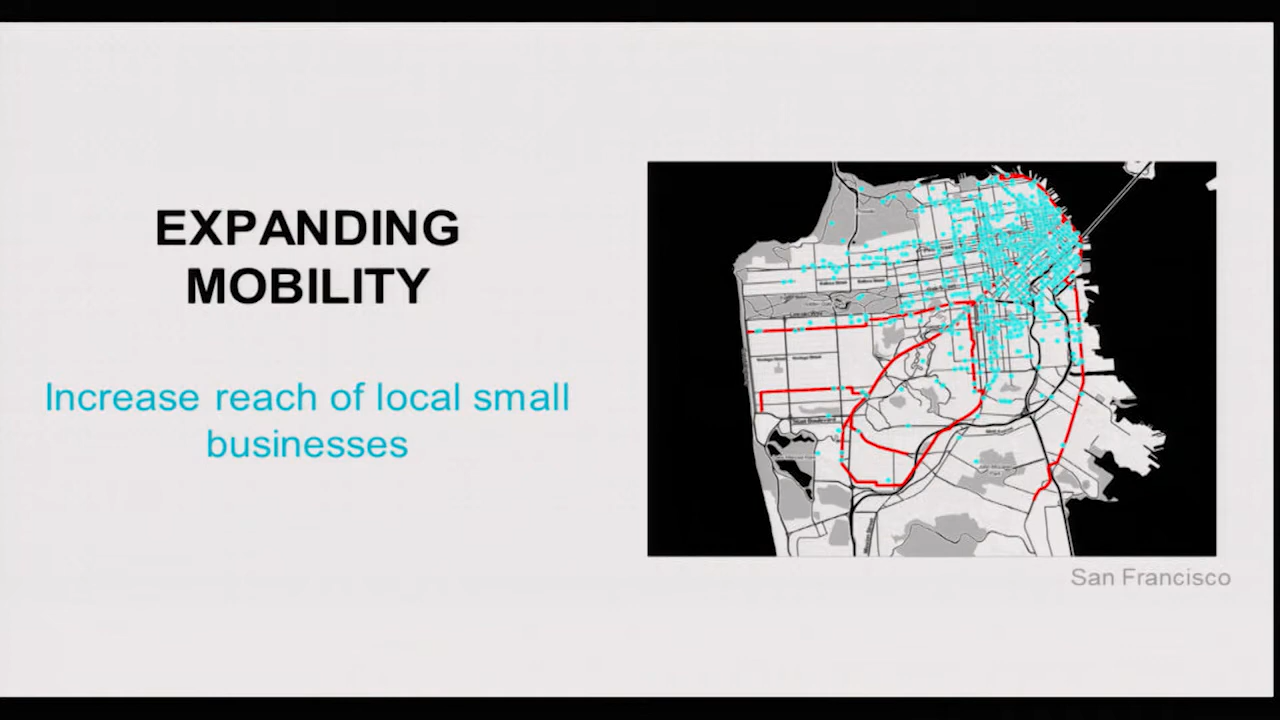 EXPANDING
MOBILITY
Increase reach of local small
businesses
San Francisco